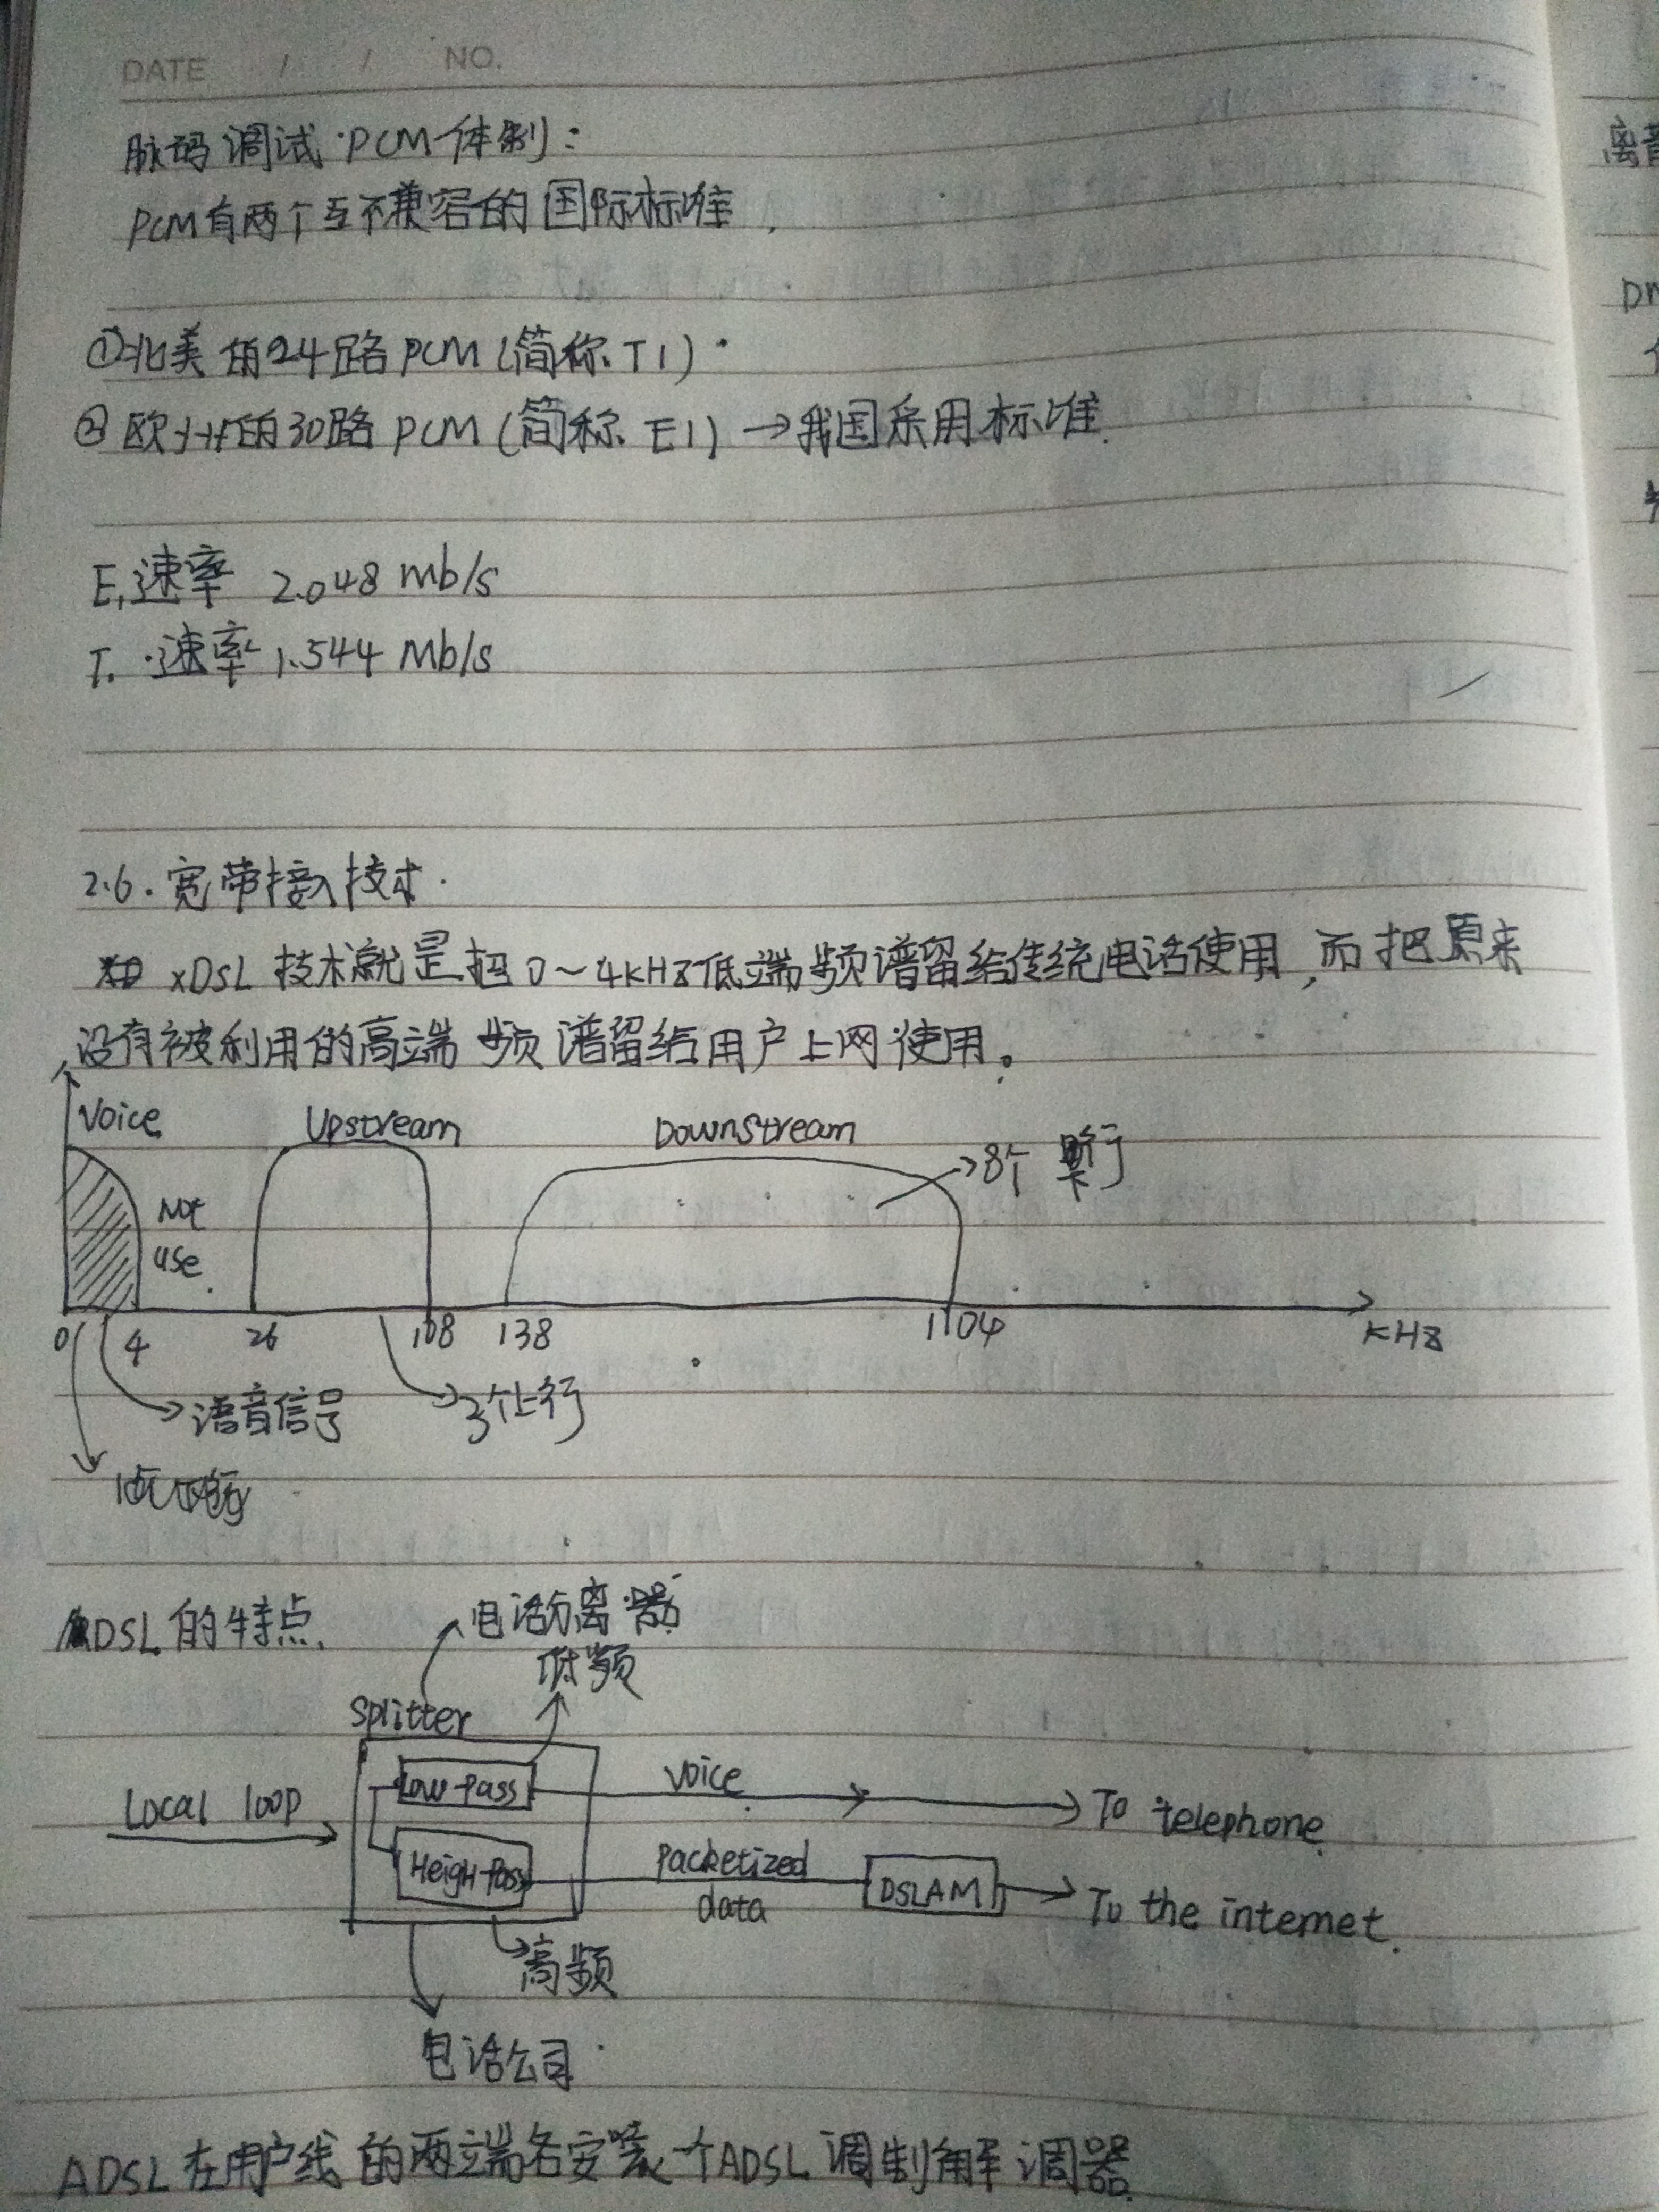 DATE / / NO.
脉码调试·PCM体制：
PCM有两个互不兼容的国际标准，
①北美的24路PCM(简称T1)
②欧州的30路PCM(简称E1)→我国采用标准.
E1速率 2.048 mb/s
T1速率 1.544 Mb/s
2.6.宽带接入技术.
xDSL技术就是把0~4KHz低端频谱留给传统电话使用,而把原来
没有被利用的高端频谱留给用户上网使用。
Voice Upstream Downstream
→8个
Not
use
0 4 26 108 138 1104 KHz
语音信号 3个上行
ADSL的特点.
电话分离器
低频
Splitter
Low-Pass Voice To telephone
Local loop
Heigh-Pass packetized DSLAM To the internet.
data
高频
电话公司
ADSL在用户线的两端各安装一个ADSL调制解调器.
离